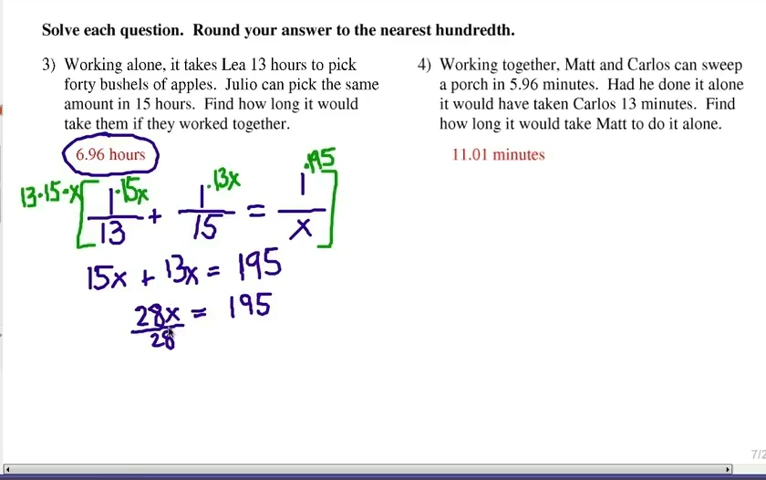 Solve each question. Round your answer to the nearest hundredth.
3) Working alone, it takes Lea 13 hours to pick
forty bushels of apples. Julio can pick the same
amount in 15 hours. Find how long it would
take them if they worked together.
6.96 hours
13·15·x [ 1·15x/13 + 1·13x/15 = 1·195/x ]
15x + 13x = 195
28x/28 = 195
4) Working together, Matt and Carlos can sweep
a porch in 5.96 minutes. Had he done it alone
it would have taken Carlos 13 minutes. Find
how long it would take Matt to do it alone.
11.01 minutes
7/2